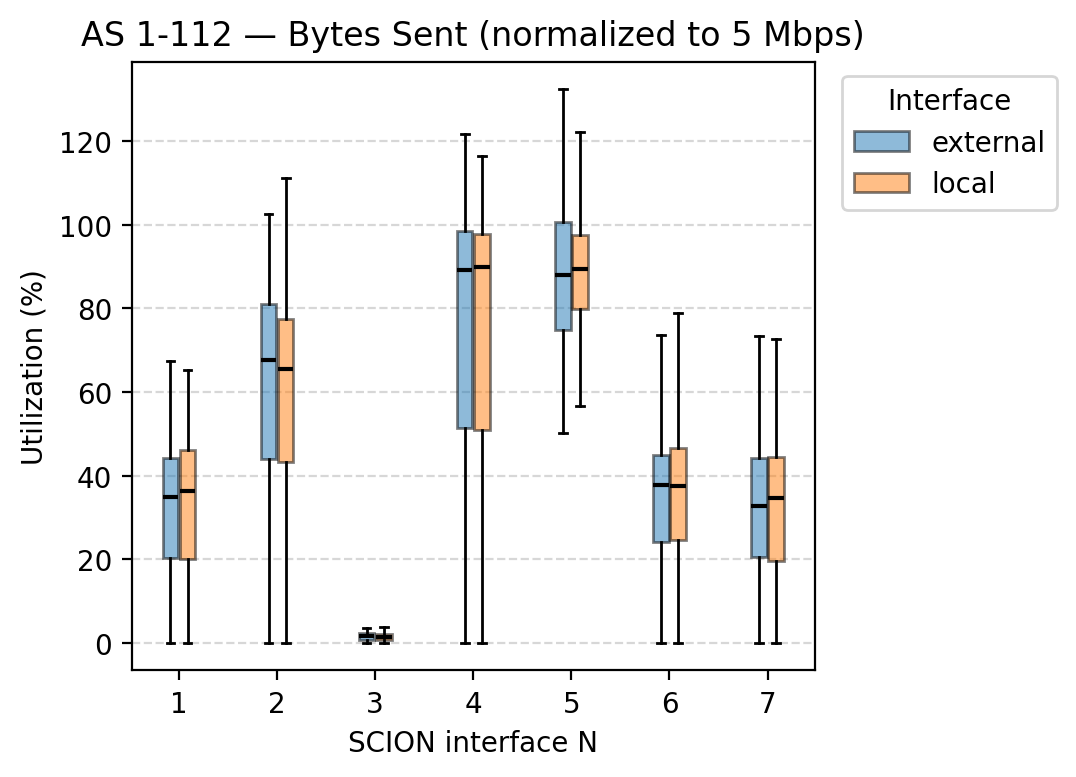 AS 1-112 — Bytes Sent (normalized to 5 Mbps)
Interface
external
local
Utilization (%)
120
100
80
60
40
20
0
1 2 3 4 5 6 7
SCION interface N